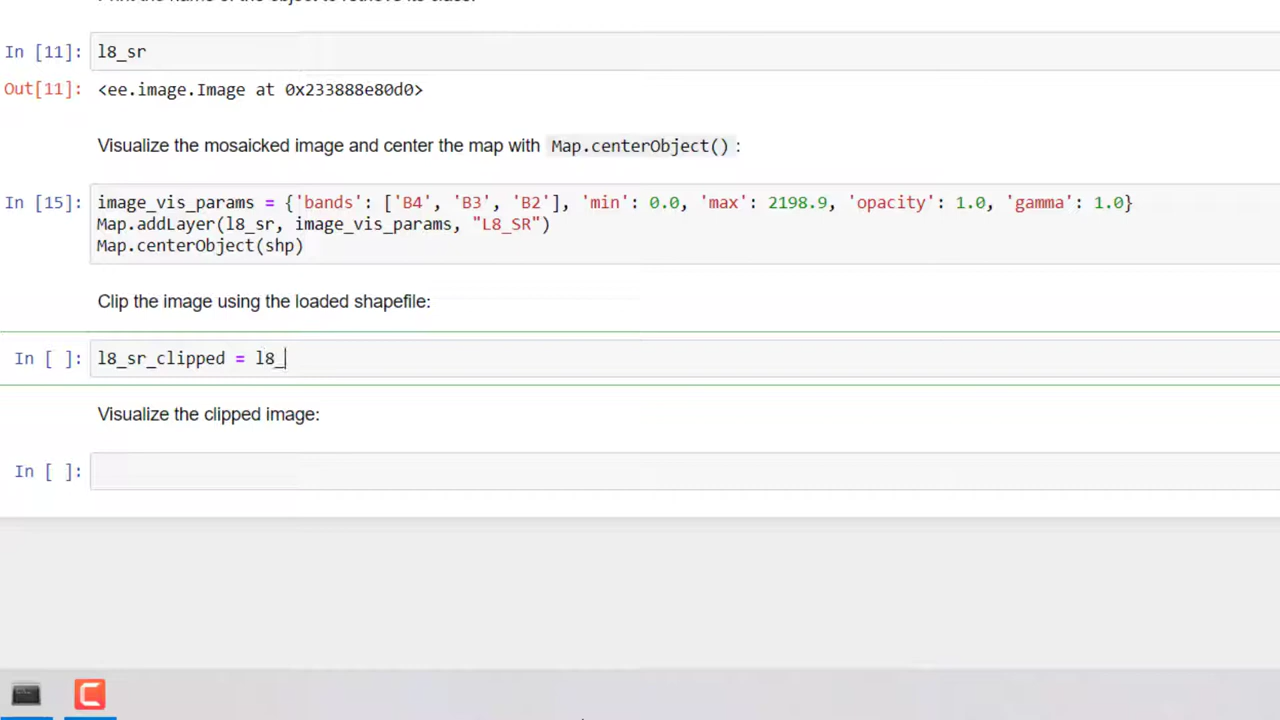 In [11]: l8_sr
Out[11]: <ee.image.Image at 0x233888e80d0>
Visualize the mosaicked image and center the map with Map.centerObject() :
In [15]: image_vis_params = {'bands': ['B4', 'B3', 'B2'], 'min': 0.0, 'max': 2198.9, 'opacity': 1.0, 'gamma': 1.0}
Map.addLayer(l8_sr, image_vis_params, "L8_SR")
Map.centerObject(shp)
Clip the image using the loaded shapefile:
In [ ]: l8_sr_clipped = l8_
Visualize the clipped image:
In [ ]: